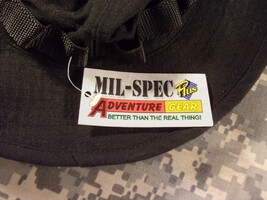 MIL-SPEC Plus
ADVENTURE GEAR
BETTER THAN THE REAL THING!